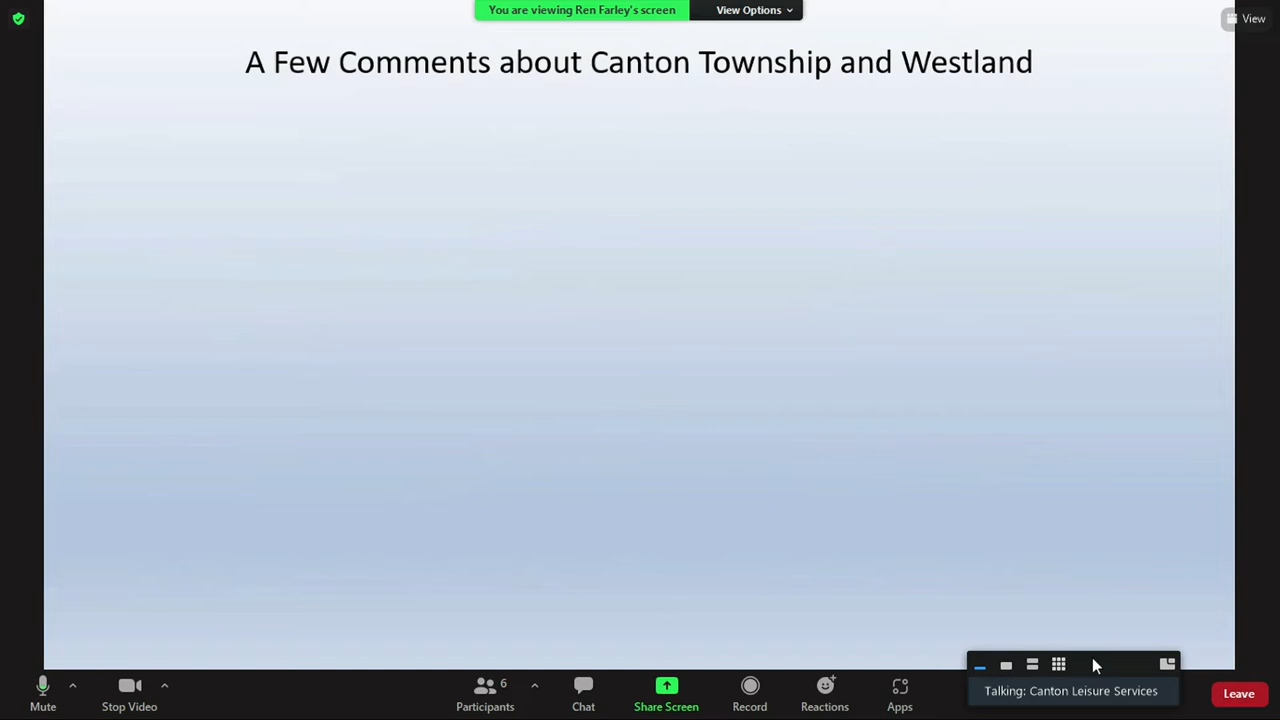 You are viewing Ren Farley's screen
View Options
View
A Few Comments about Canton Township and Westland
Talking: Canton Leisure Services
Mute
Stop Video
6
Participants
Chat
Share Screen
Record
Reactions
Apps
Leave